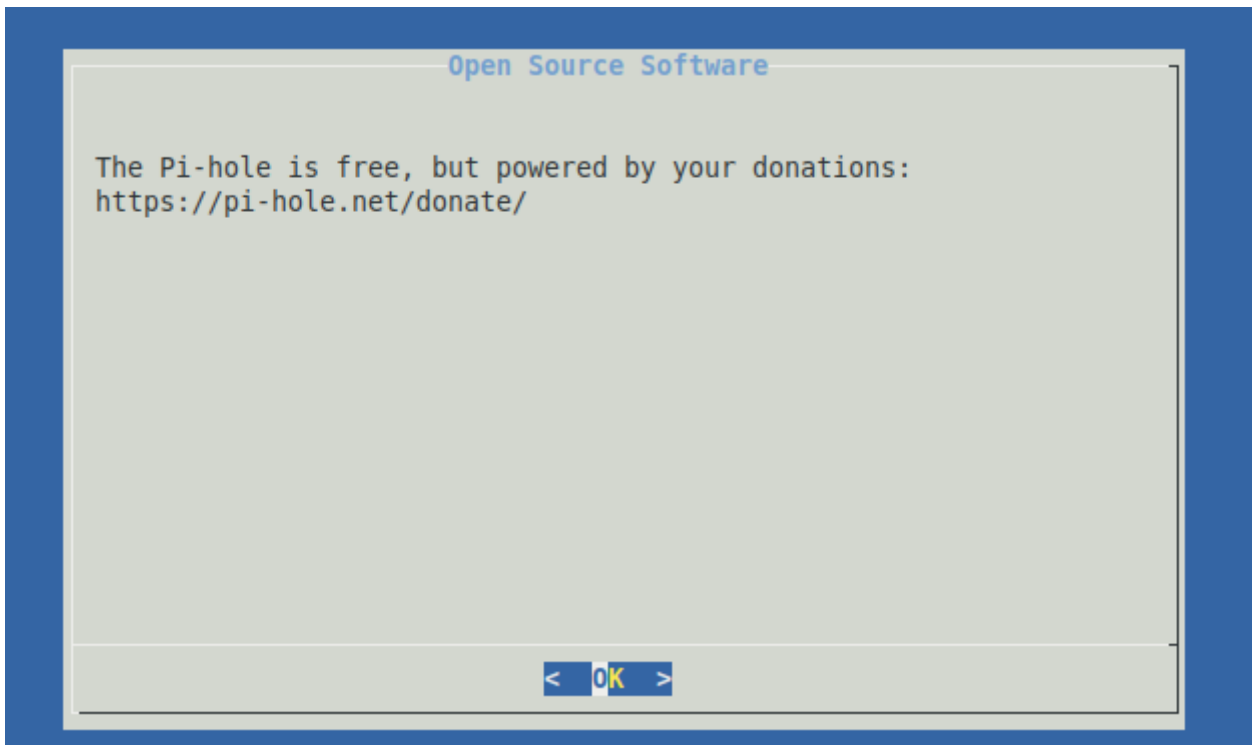 Open Source Software
The Pi-hole is free, but powered by your donations:
https://pi-hole.net/donate/
<  OK  >